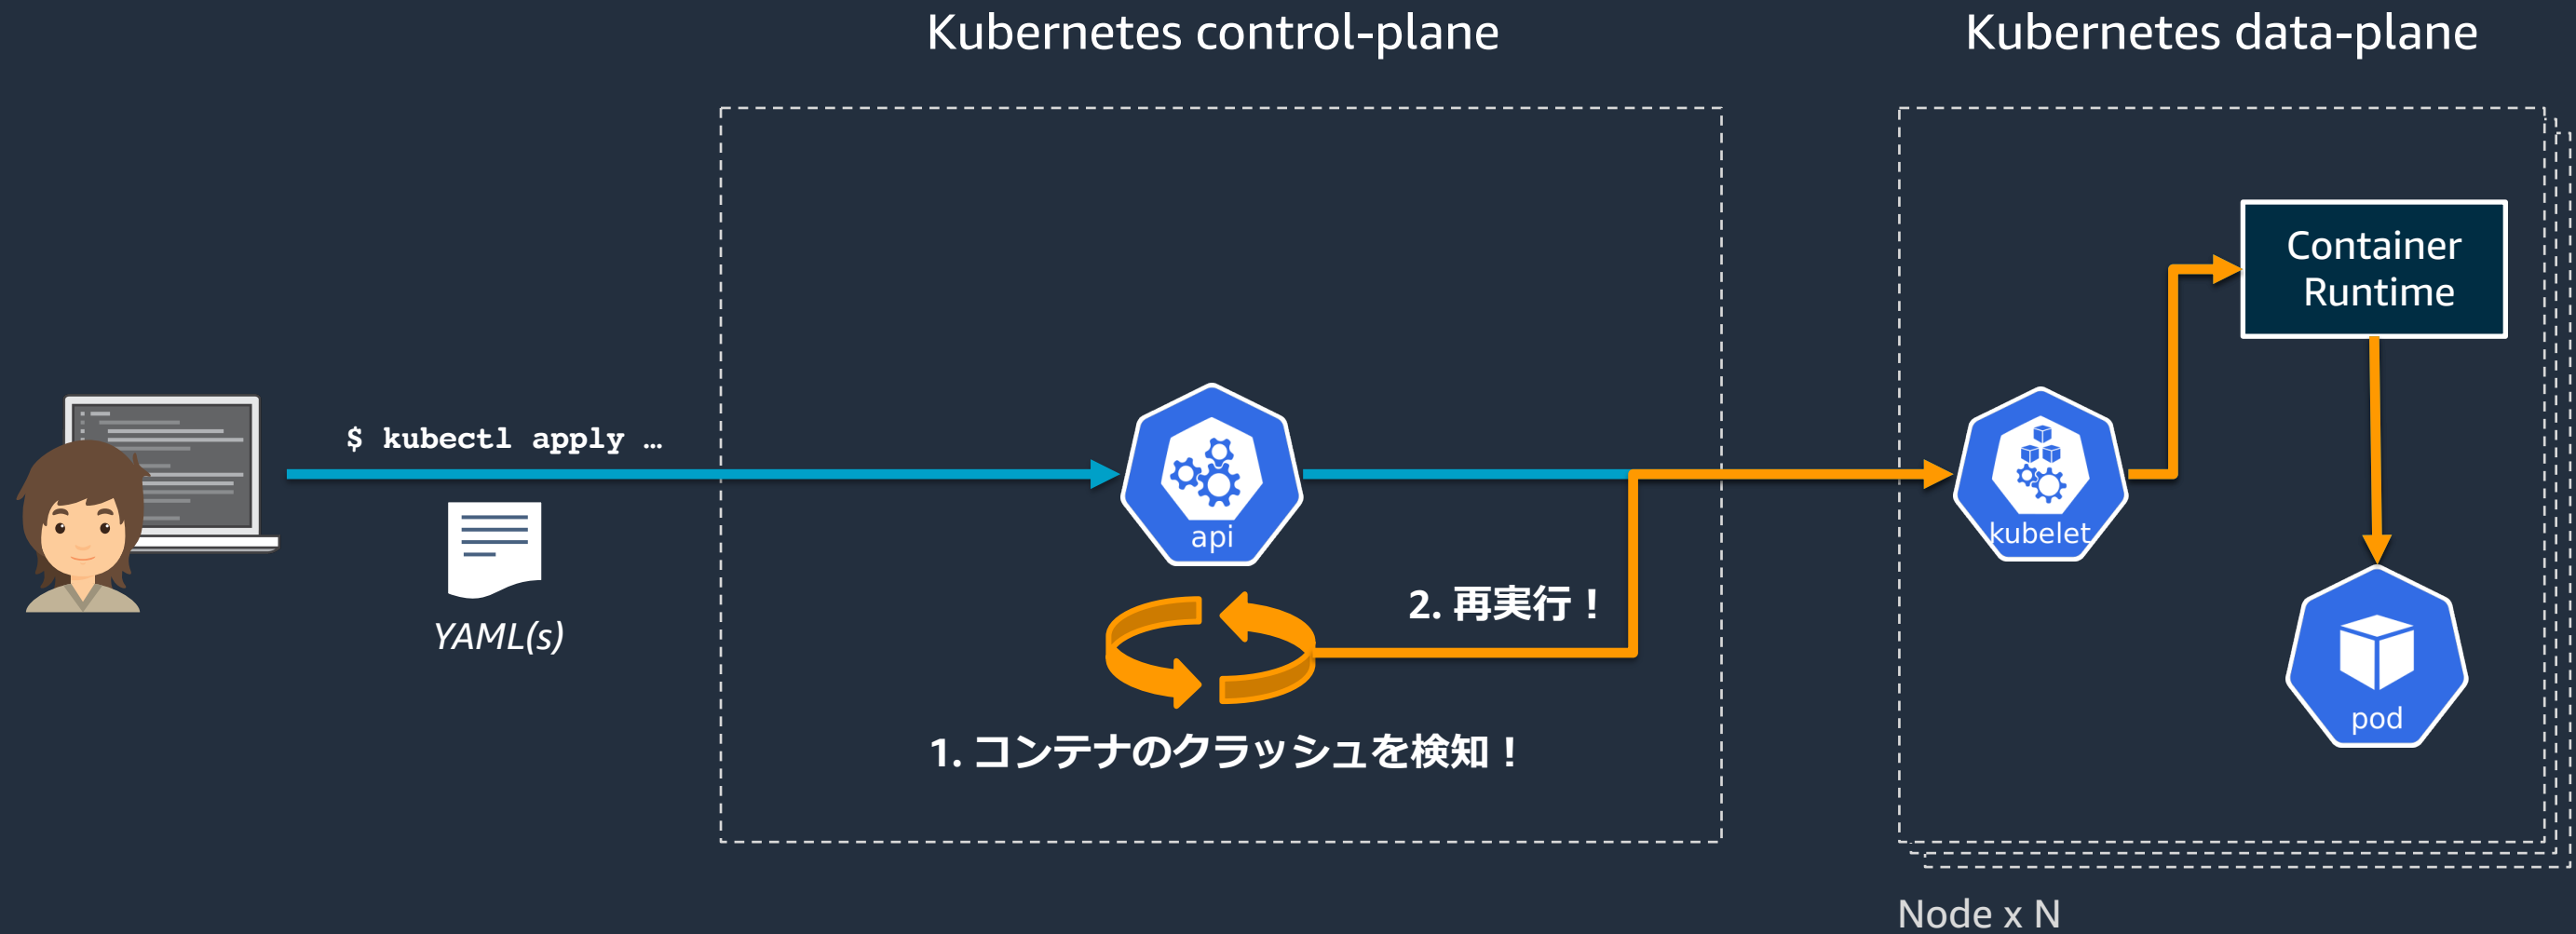 Kubernetes control-plane
Kubernetes data-plane
Container
Runtime
$ kubectl apply …
api
kubelet
2. 再実行！
YAML(s)
pod
1. コンテナのクラッシュを検知！
Node x N